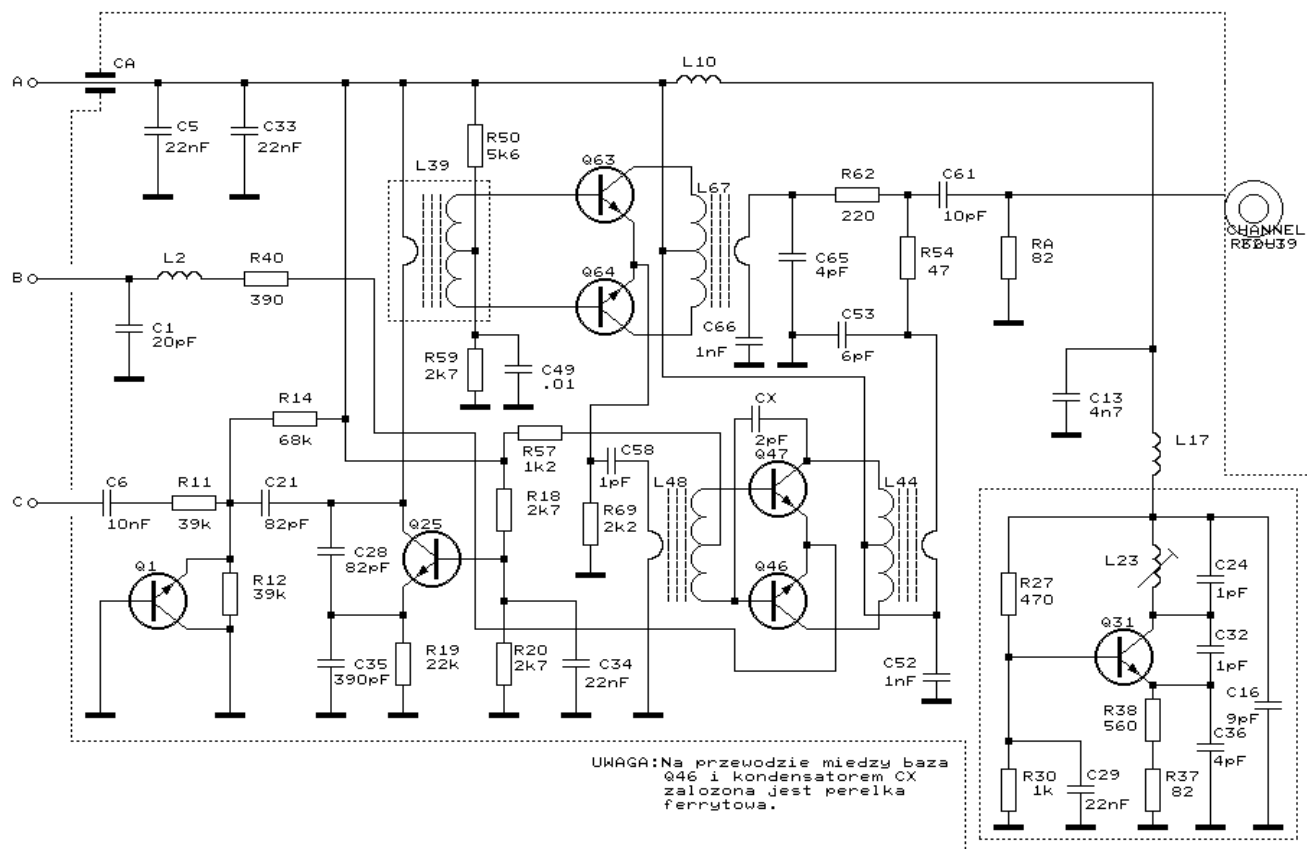 A
CA
L10
C5
22nF
C33
22nF
R50
5k6
L39
Q63
L67
R62
220
C61
10pF
CHANNEL
RA
82
R54
47
C65
4pF
B
L2
R40
390
Q64
C1
20pF
C66
1nF
C53
6pF
R59
2k7
C49
.01
C13
4n7
R14
68k
CX
2pF
R57
1k2
C58
1pF
Q47
L17
C
C6
10nF
R11
39k
C21
82pF
R18
2k7
R69
2k2
L48
L44
Q25
C28
82pF
Q1
R12
39k
Q46
L23
C24
1pF
R27
470
Q31
C32
1pF
C35
390pF
R19
22k
R20
2k7
C34
22nF
C52
1nF
R38
560
C16
9pF
C36
4pF
R30
1k
C29
22nF
R37
82
UWAGA:Na przewodzie miedzy baza
Q46 i kondensatorem CX
zalozona jest perelka
ferrytowa.